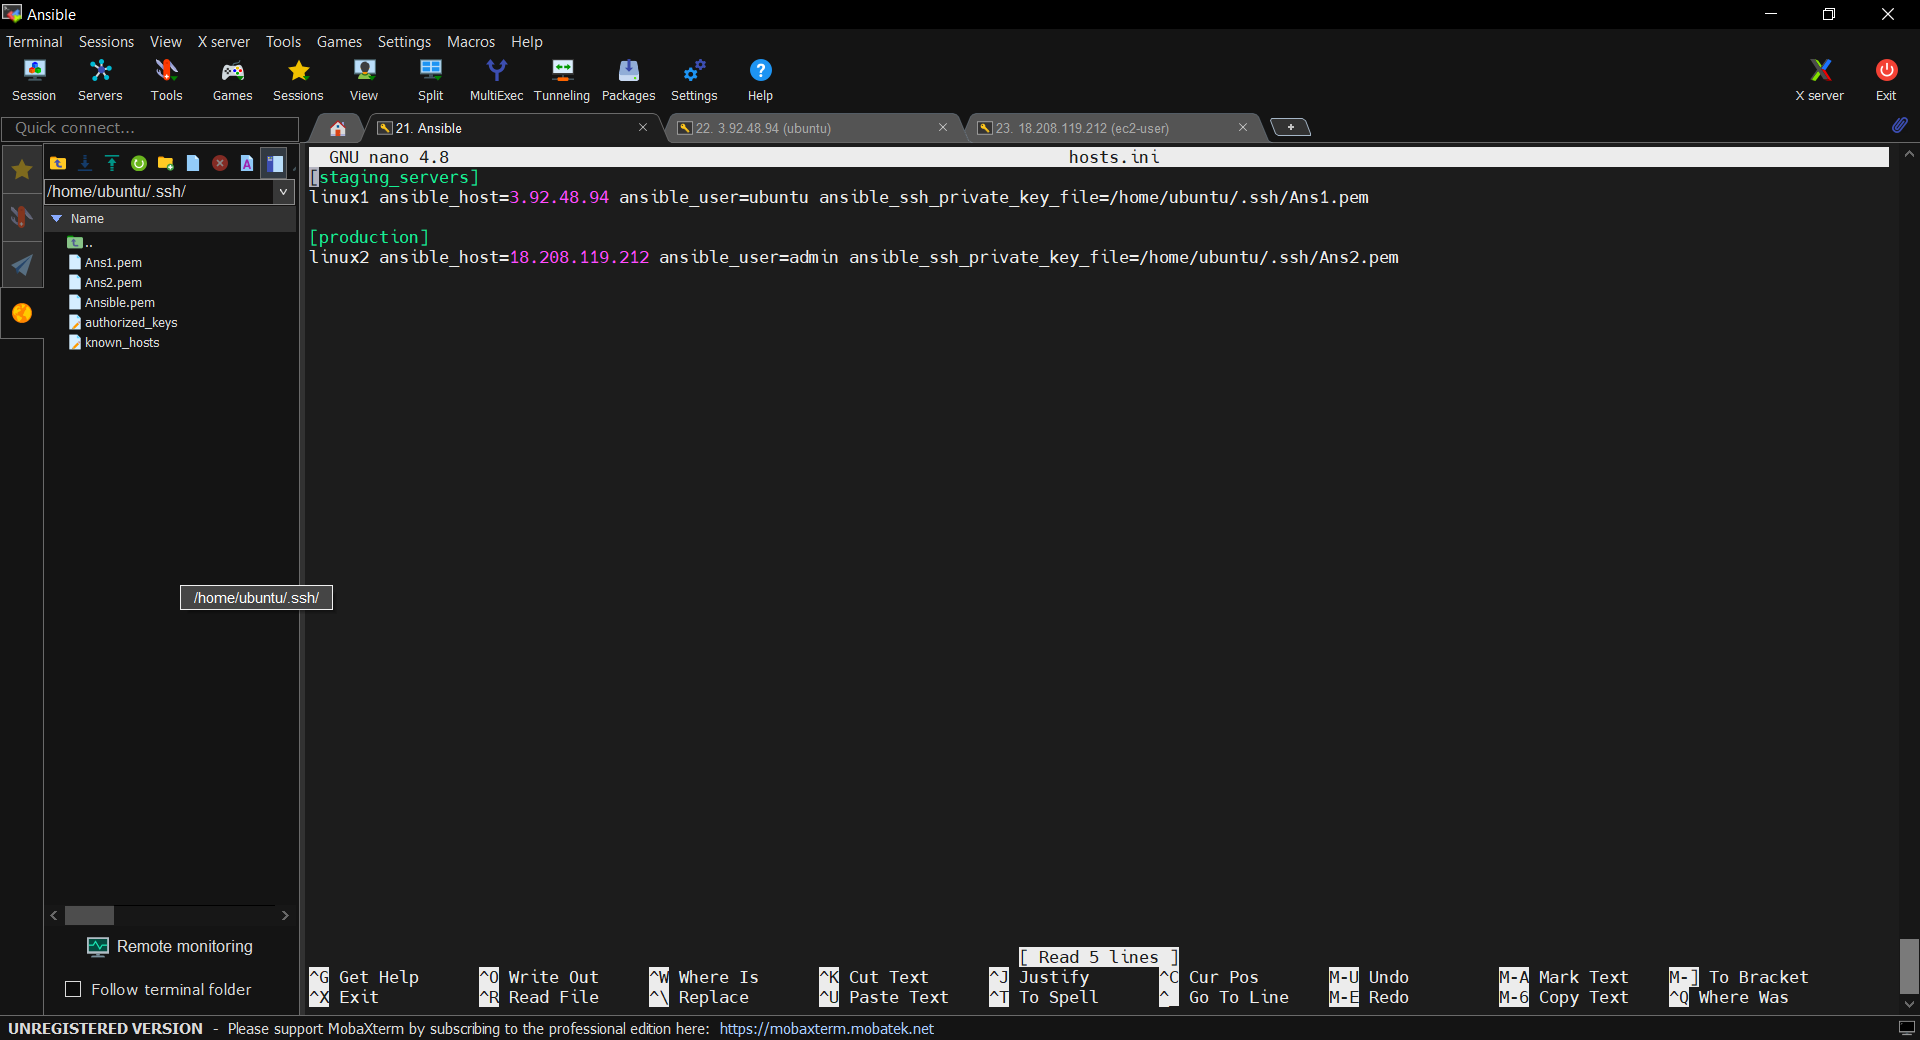 Ansible
Terminal Sessions View X server Tools Games Settings Macros Help
Session Servers Tools Games Sessions View Split MultiExec Tunneling Packages Settings Help X server Exit
Quick connect...
21. Ansible
22. 3.92.48.94 (ubuntu)
23. 18.208.119.212 (ec2-user)
/home/ubuntu/.ssh/
Name
..
Ans1.pem
Ans2.pem
Ansible.pem
authorized_keys
known_hosts
/home/ubuntu/.ssh/
Remote monitoring
Follow terminal folder
GNU nano 4.8 hosts.ini
[staging_servers]
linux1 ansible_host=3.92.48.94 ansible_user=ubuntu ansible_ssh_private_key_file=/home/ubuntu/.ssh/Ans1.pem
[production]
linux2 ansible_host=18.208.119.212 ansible_user=admin ansible_ssh_private_key_file=/home/ubuntu/.ssh/Ans2.pem
[ Read 5 lines ]
^G Get Help ^O Write Out ^W Where Is ^K Cut Text ^J Justify ^C Cur Pos M-U Undo M-A Mark Text M-] To Bracket
^X Exit ^R Read File ^\ Replace ^U Paste Text ^T To Spell ^_ Go To Line M-E Redo M-6 Copy Text ^Q Where Was
UNREGISTERED VERSION - Please support MobaXterm by subscribing to the professional edition here: https://mobaxterm.mobatek.net